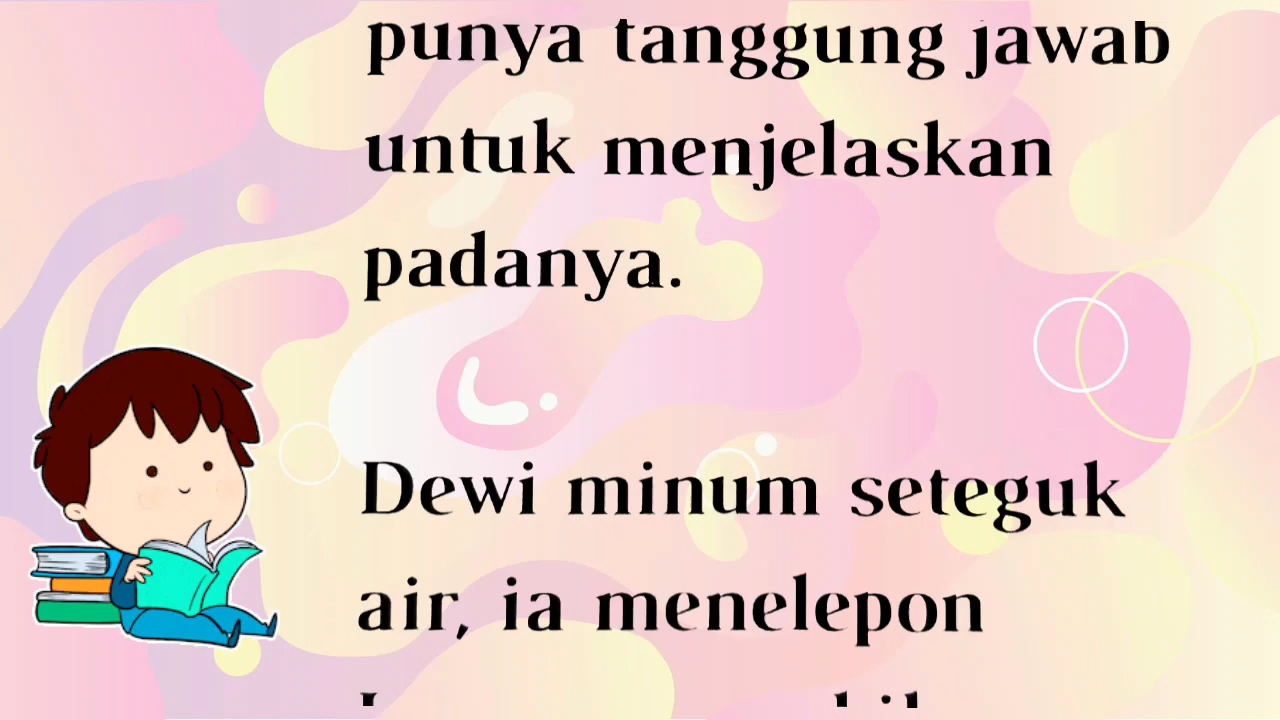 punya tanggung jawab
untuk menjelaskan
padanya.
Dewi minum seteguk
air, ia menelepon